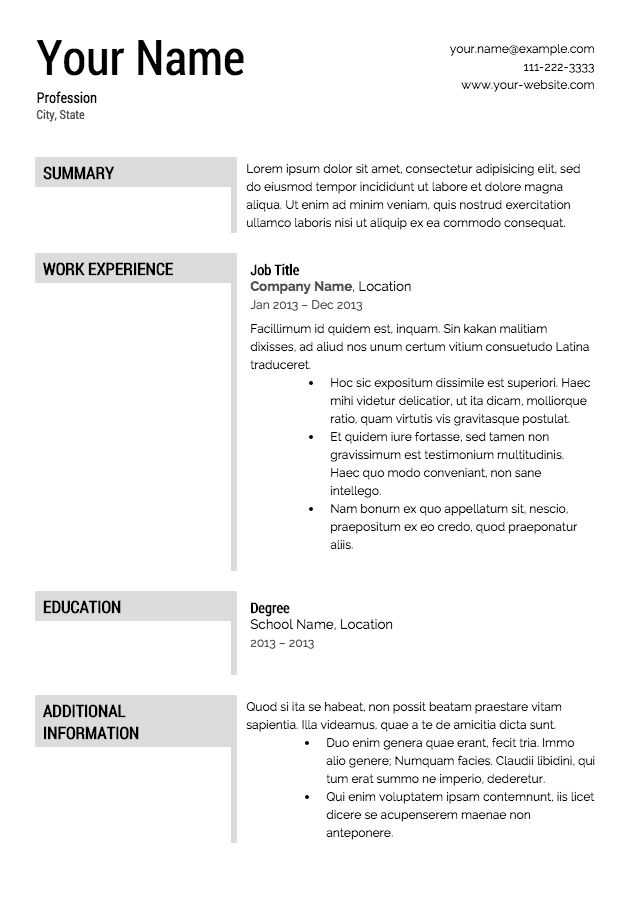 Your Name
your.name@example.com
111-222-3333
www.your-website.com
Profession
City, State
SUMMARY
Lorem ipsum dolor sit amet, consectetur adipisicing elit, sed
do eiusmod tempor incididunt ut labore et dolore magna
aliqua. Ut enim ad minim veniam, quis nostrud exercitation
ullamco laboris nisi ut aliquip ex ea commodo consequat.
WORK EXPERIENCE
Job Title
Company Name, Location
Jan 2013 – Dec 2013
Facillimum id quidem est, inquam. Sin kakan malitiam
dixisses, ad aliud nos unum certum vitium consuetudo Latina
traduceret.
• Hoc sic expositum dissimile est superiori. Haec
mihi videtur delicatior, ut ita dicam, molliorque
ratio, quam virtutis vis gravitasque postulat.
• Et quidem iure fortasse, sed tamen non
gravissimum est testimonium multitudinis.
Haec quo modo conveniant, non sane
intellego.
• Nam bonum ex quo appellatum sit, nescio,
praepositum ex eo credo, quod praeponatur
aliis.
EDUCATION
Degree
School Name, Location
2013 – 2013
ADDITIONAL
INFORMATION
Quod si ita se habeat, non possit beatam praestare vitam
sapientia. Illa videamus, quae a te de amicitia dicta sunt.
• Duo enim genera quae erant, fecit tria. Immo
alio genere; Numquam facies. Claudii libidini, qui
tum erat summo ne imperio, dederetur.
• Qui enim voluptatem ipsam contemnunt, iis licet
dicere se acupenserem maenae non
anteponere.